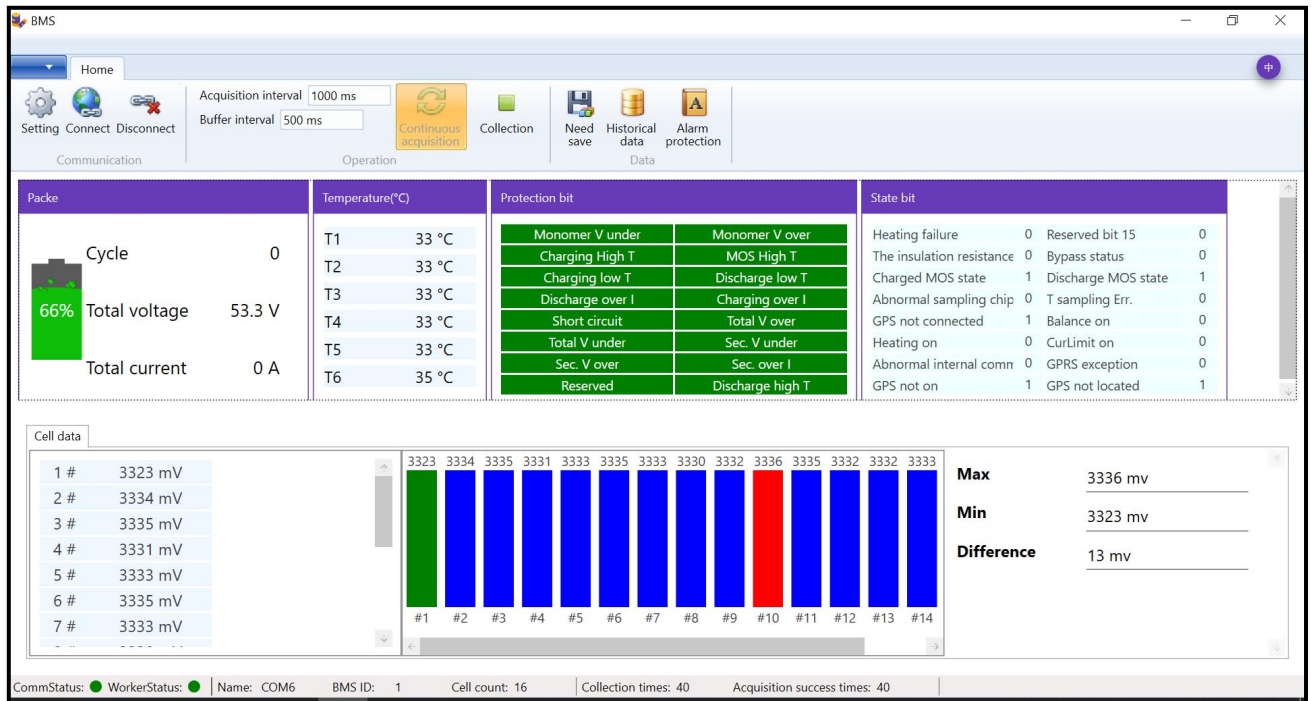 BMS
Home
中
Setting Connect Disconnect
Communication
Acquisition interval 1000 ms
Buffer interval 500 ms
Continuous acquisition
Collection
Operation
Need save
Historical data
Alarm protection
Data
Packe
Cycle 0
66%
Total voltage 53.3 V
Total current 0 A
Temperature(°C)
T1 33 °C
T2 33 °C
T3 33 °C
T4 33 °C
T5 33 °C
T6 35 °C
Protection bit
Monomer V under Monomer V over
Charging High T MOS High T
Charging low T Discharge low T
Discharge over I Charging over I
Short circuit Total V over
Total V under Sec. V under
Sec. V over Sec. over I
Reserved Discharge high T
State bit
Heating failure 0 Reserved bit 15 0
The insulation resistance 0 Bypass status 0
Charged MOS state 1 Discharge MOS state 1
Abnormal sampling chip 0 T sampling Err. 0
GPS not connected 1 Balance on 0
Heating on 0 CurLimit on 0
Abnormal internal comm 0 GPRS exception 0
GPS not on 1 GPS not located 1
Cell data
1 # 3323 mV
2 # 3334 mV
3 # 3335 mV
4 # 3331 mV
5 # 3333 mV
6 # 3335 mV
7 # 3333 mV
3323 3334 3335 3331 3333 3335 3333 3330 3332 3336 3335 3332 3332 3333
#1 #2 #3 #4 #5 #6 #7 #8 #9 #10 #11 #12 #13 #14
Max 3336 mv
Min 3323 mv
Difference 13 mv
CommStatus: WorkerStatus: Name: COM6 BMS ID: 1 Cell count: 16 Collection times: 40 Acquisition success times: 40